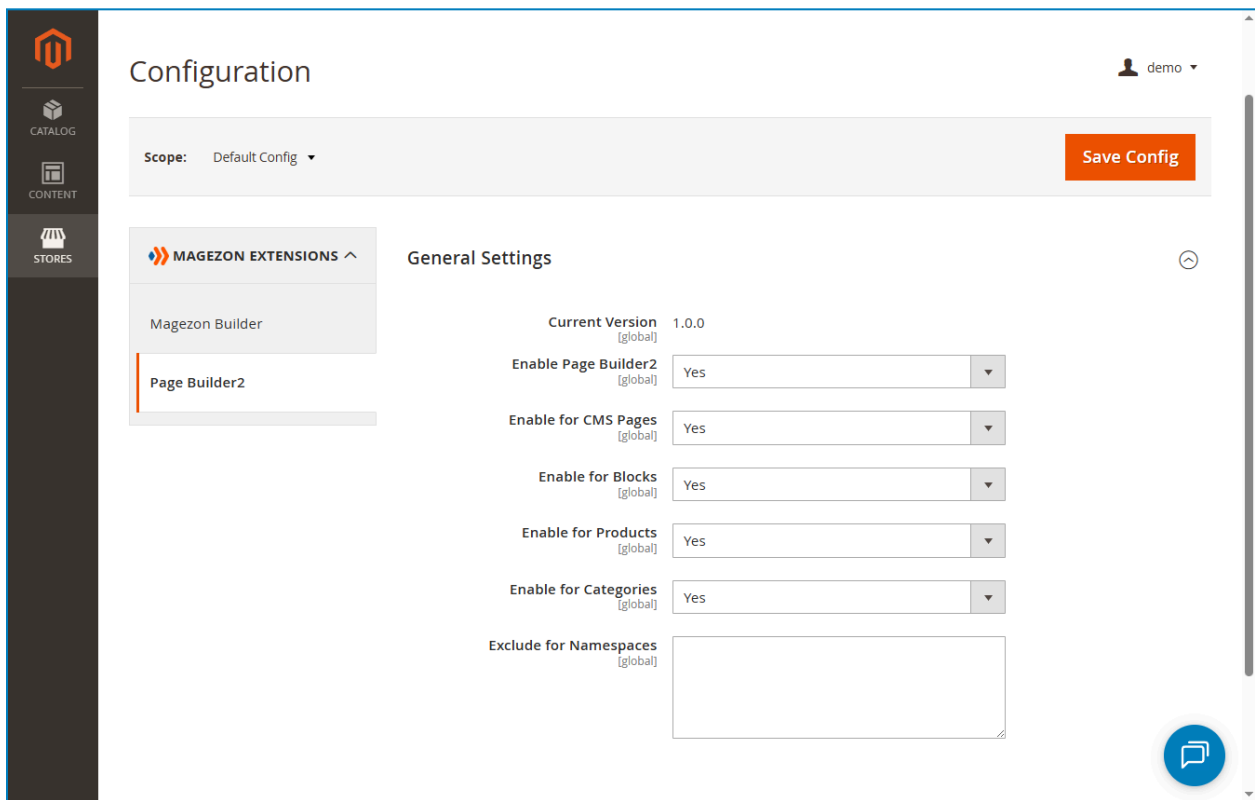 Configuration
demo
CATALOG
Scope: Default Config
Save Config
CONTENT
STORES
MAGEZON EXTENSIONS
General Settings
Magezon Builder
Page Builder2
Current Version 1.0.0
[global]
Enable Page Builder2 Yes
[global]
Enable for CMS Pages Yes
[global]
Enable for Blocks Yes
[global]
Enable for Products Yes
[global]
Enable for Categories Yes
[global]
Exclude for Namespaces
[global]